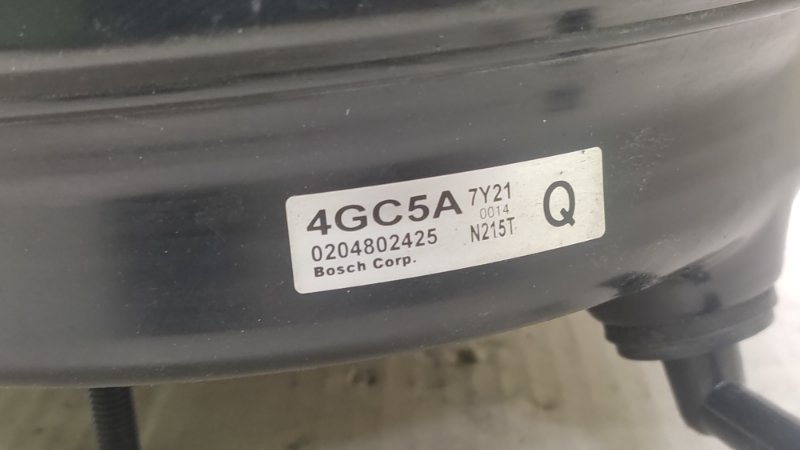 4GC5A 7Y21
0014
0204802425 N215T
Bosch Corp.
Q